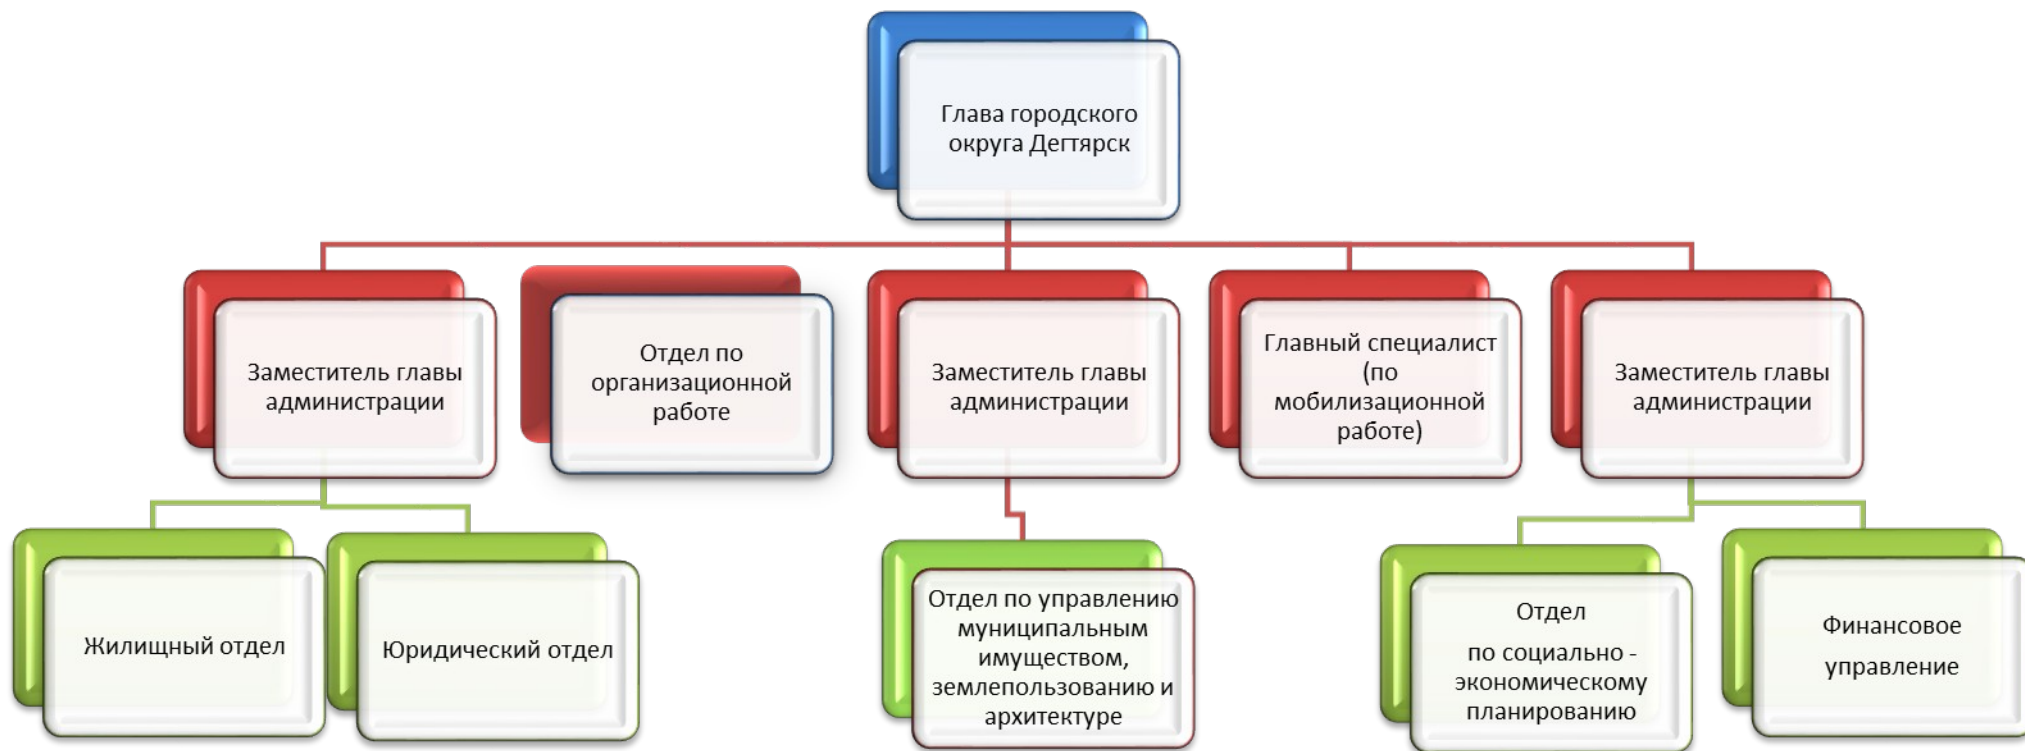 Глава городского
округа Дегтярск
Заместитель главы
администрации
Отдел по
организационной
работе
Заместитель главы
администрации
Главный специалист
(по
мобилизационной
работе)
Заместитель главы
администрации
Жилищный отдел
Юридический отдел
Отдел по управлению
муниципальным
имуществом,
землепользованию и
архитектуре
Отдел
по социально -
экономическому
планированию
Финансовое
управление